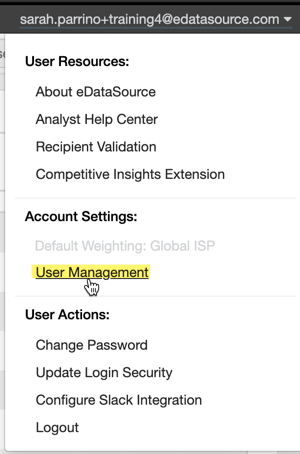 sarah.parrino+training4@edatasource.com
User Resources:
About eDataSource
Analyst Help Center
Recipient Validation
Competitive Insights Extension
Account Settings:
Default Weighting: Global ISP
User Management
User Actions:
Change Password
Update Login Security
Configure Slack Integration
Logout